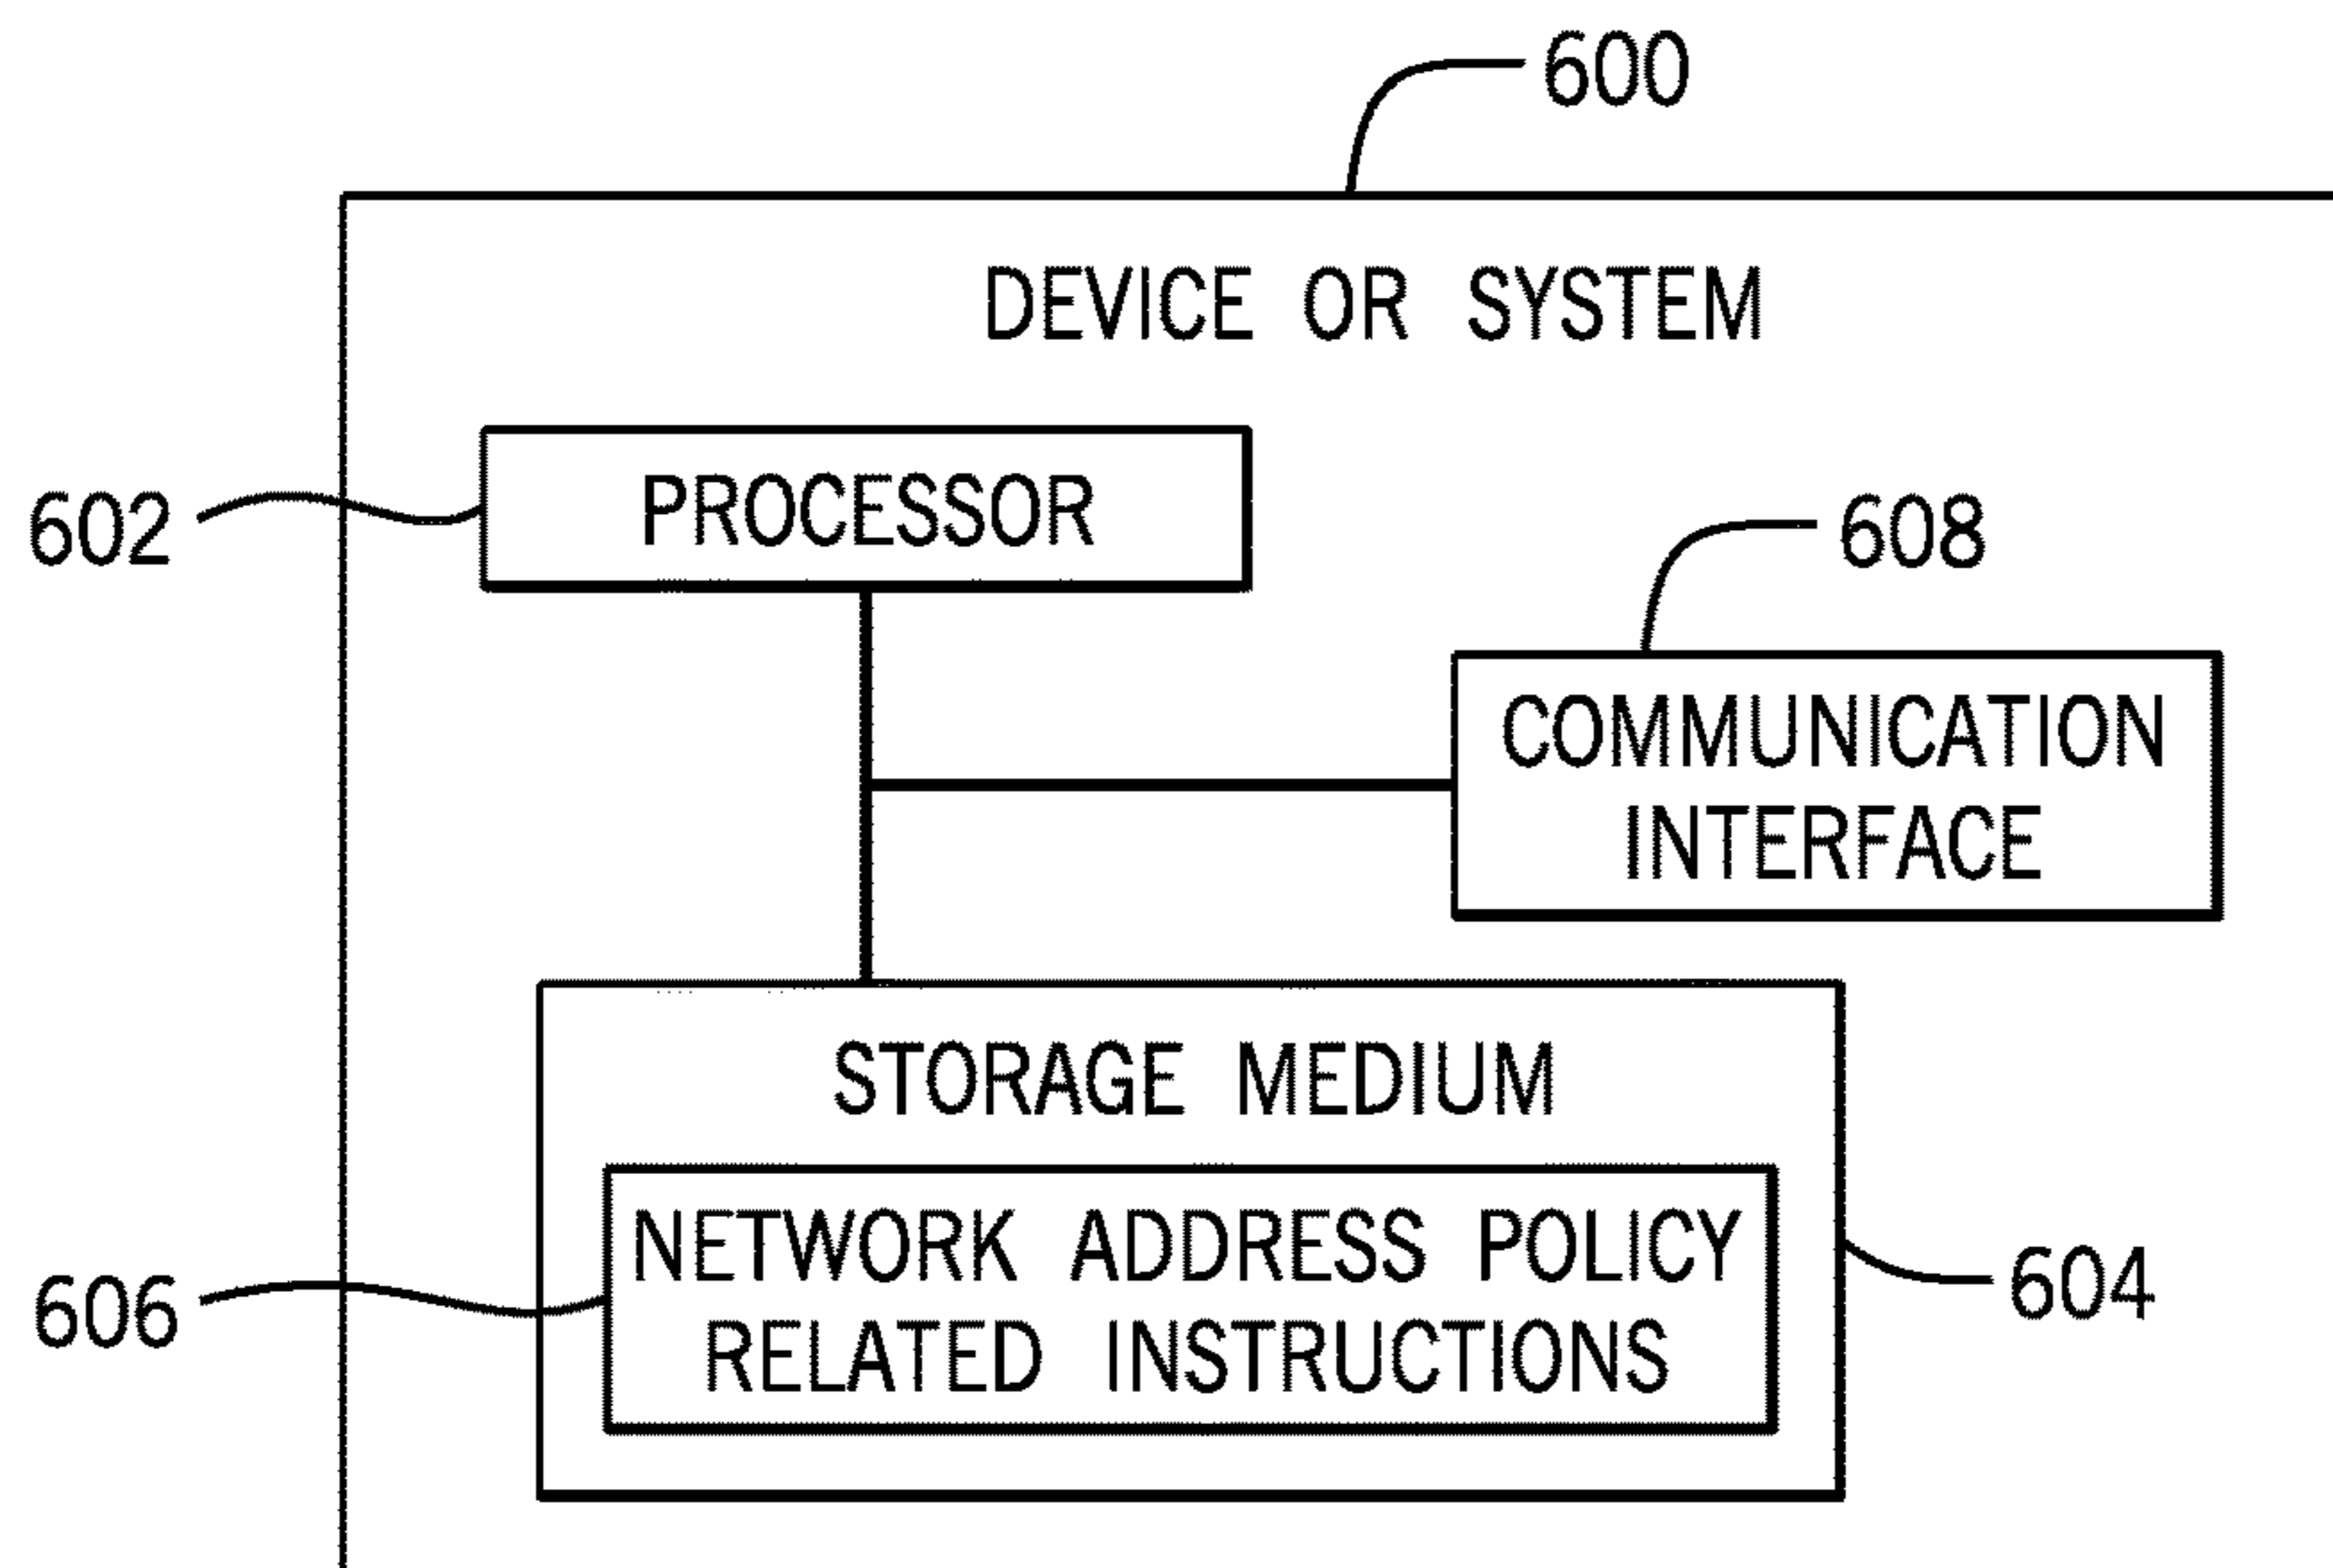 600
DEVICE OR SYSTEM
602
PROCESSOR
608
COMMUNICATION
INTERFACE
STORAGE MEDIUM
606
NETWORK ADDRESS POLICY
RELATED INSTRUCTIONS
604